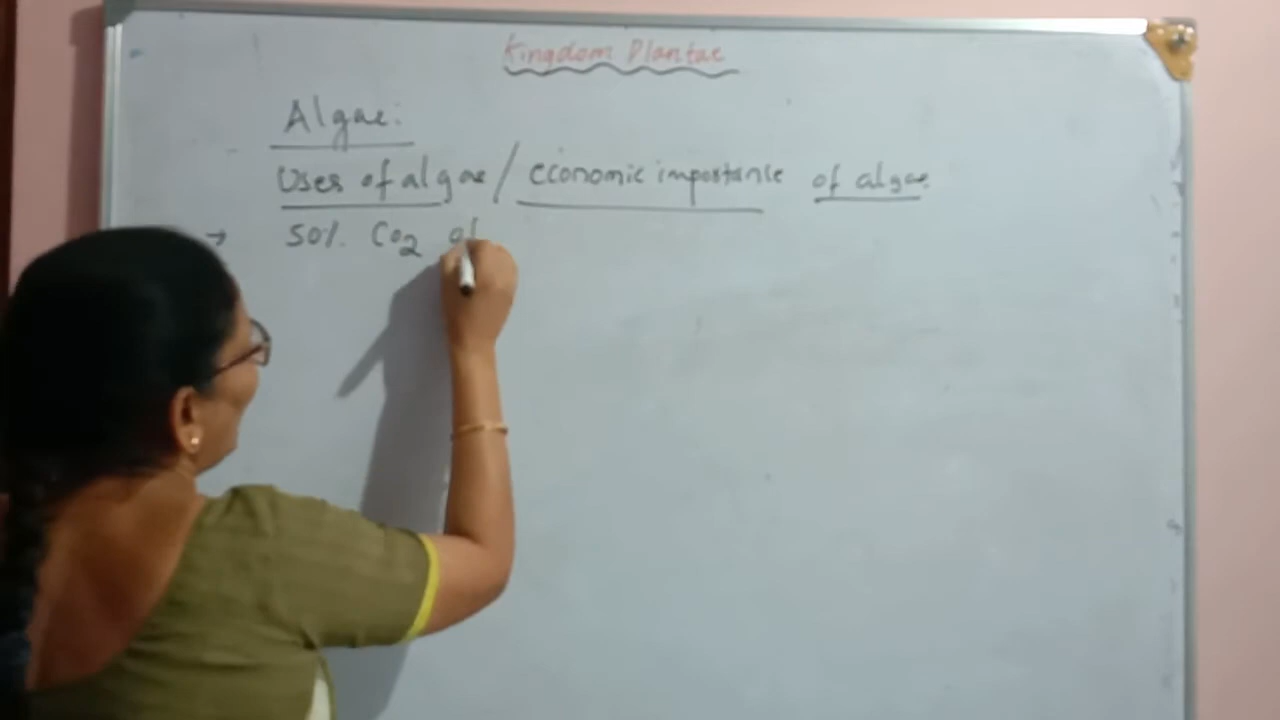 Kingdom Plantae
Algae:
Uses of algae / economic importance of algae.
→ 50% CO2 of